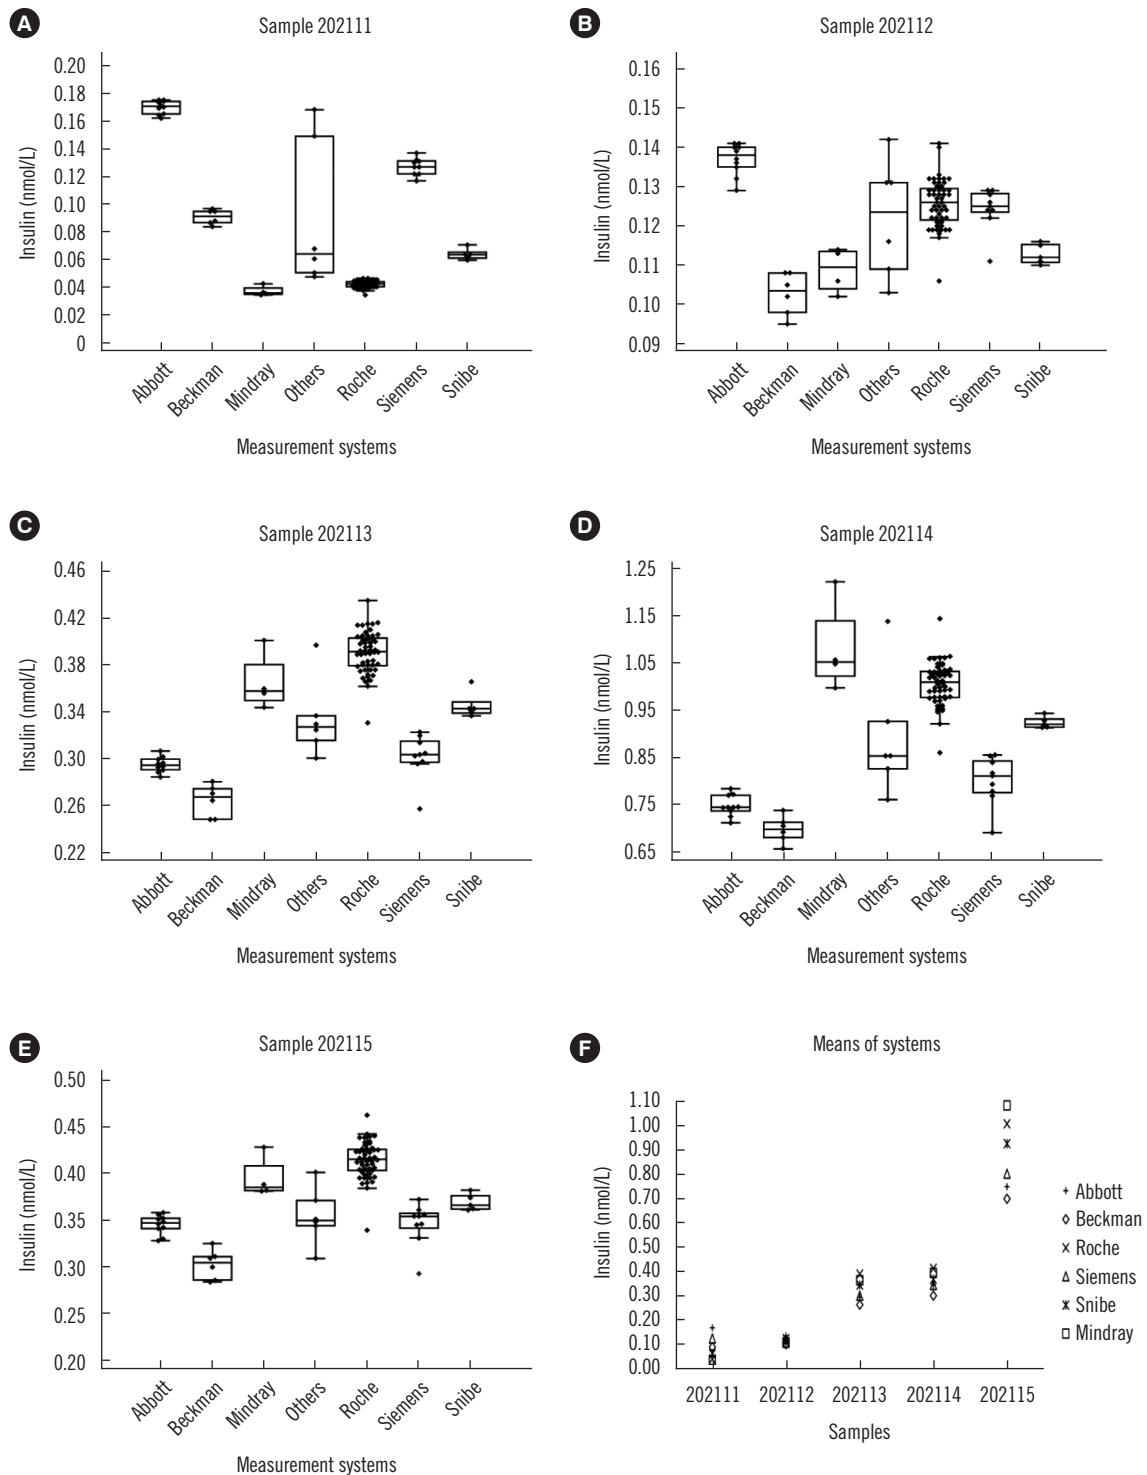 A
Sample 202111
Insulin (nmol/L)
0.20
0.18
0.16
0.14
0.12
0.10
0.08
0.06
0.04
0.02
0
Abbott
Beckman
Mindray
Others
Roche
Siemens
Snibe
Measurement systems
B
Sample 202112
Insulin (nmol/L)
0.16
0.15
0.14
0.13
0.12
0.11
0.10
0.09
Abbott
Beckman
Mindray
Others
Roche
Siemens
Snibe
Measurement systems
C
Sample 202113
Insulin (nmol/L)
0.46
0.42
0.38
0.34
0.30
0.26
0.22
Abbott
Beckman
Mindray
Others
Roche
Siemens
Snibe
Measurement systems
D
Sample 202114
Insulin (nmol/L)
1.25
1.15
1.05
0.95
0.85
0.75
0.65
Abbott
Beckman
Mindray
Others
Roche
Siemens
Snibe
Measurement systems
E
Sample 202115
Insulin (nmol/L)
0.50
0.45
0.40
0.35
0.30
0.25
0.20
Abbott
Beckman
Mindray
Others
Roche
Siemens
Snibe
Measurement systems
F
Means of systems
Insulin (nmol/L)
1.10
1.00
0.90
0.80
0.70
0.60
0.50
0.40
0.30
0.20
0.10
0.00
202111
202112
202113
202114
202115
Samples
Abbott
Beckman
Roche
Siemens
Snibe
Mindray